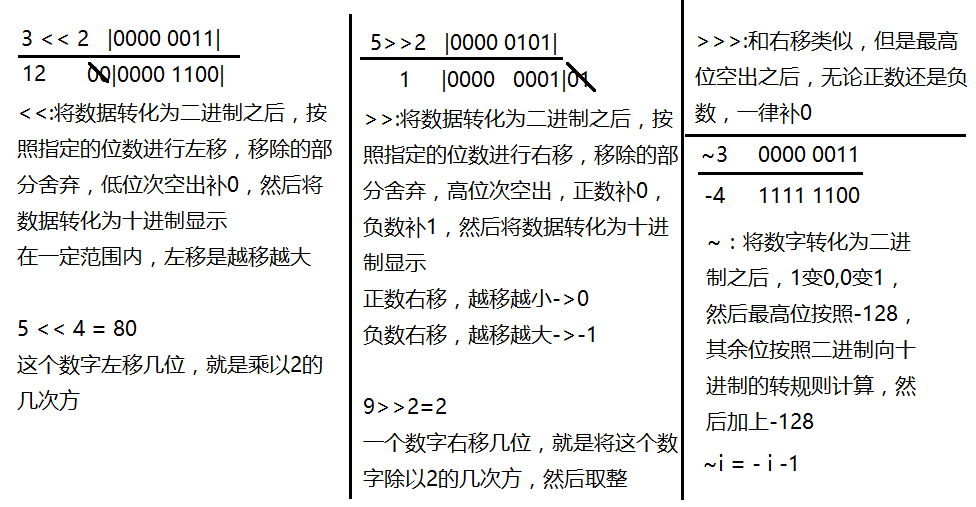 3 << 2 |0000 0011|
12 00|0000 1100|
<<:将数据转化为二进制之后，按
照指定的位数进行左移，移除的部
分舍弃，低位次空出补0，然后将
数据转化为十进制显示
在一定范围内，左移是越移越大
5 << 4 = 80
这个数字左移几位，就是乘以2的
几次方
5>>2 |0000 0101|
1 |0000 0001|01
>>:将数据转化为二进制之后，按
照指定的位数进行右移，移除的部
分舍弃，高位次空出，正数补0，
负数补1，然后将数据转化为十进
制显示
正数右移，越移越小->0
负数右移，越移越大->-1
9>>2=2
一个数字右移几位，就是将这个数
字除以2的几次方，然后取整
>>>:和右移类似，但是最高
位空出之后，无论正数还是负
数，一律补0
~3 0000 0011
-4 1111 1100
~：将数字转化为二进
制之后，1变0,0变1，
然后最高位按照-128，
其余位按照二进制向十
进制的转规则计算，然
后加上-128
~i = - i -1